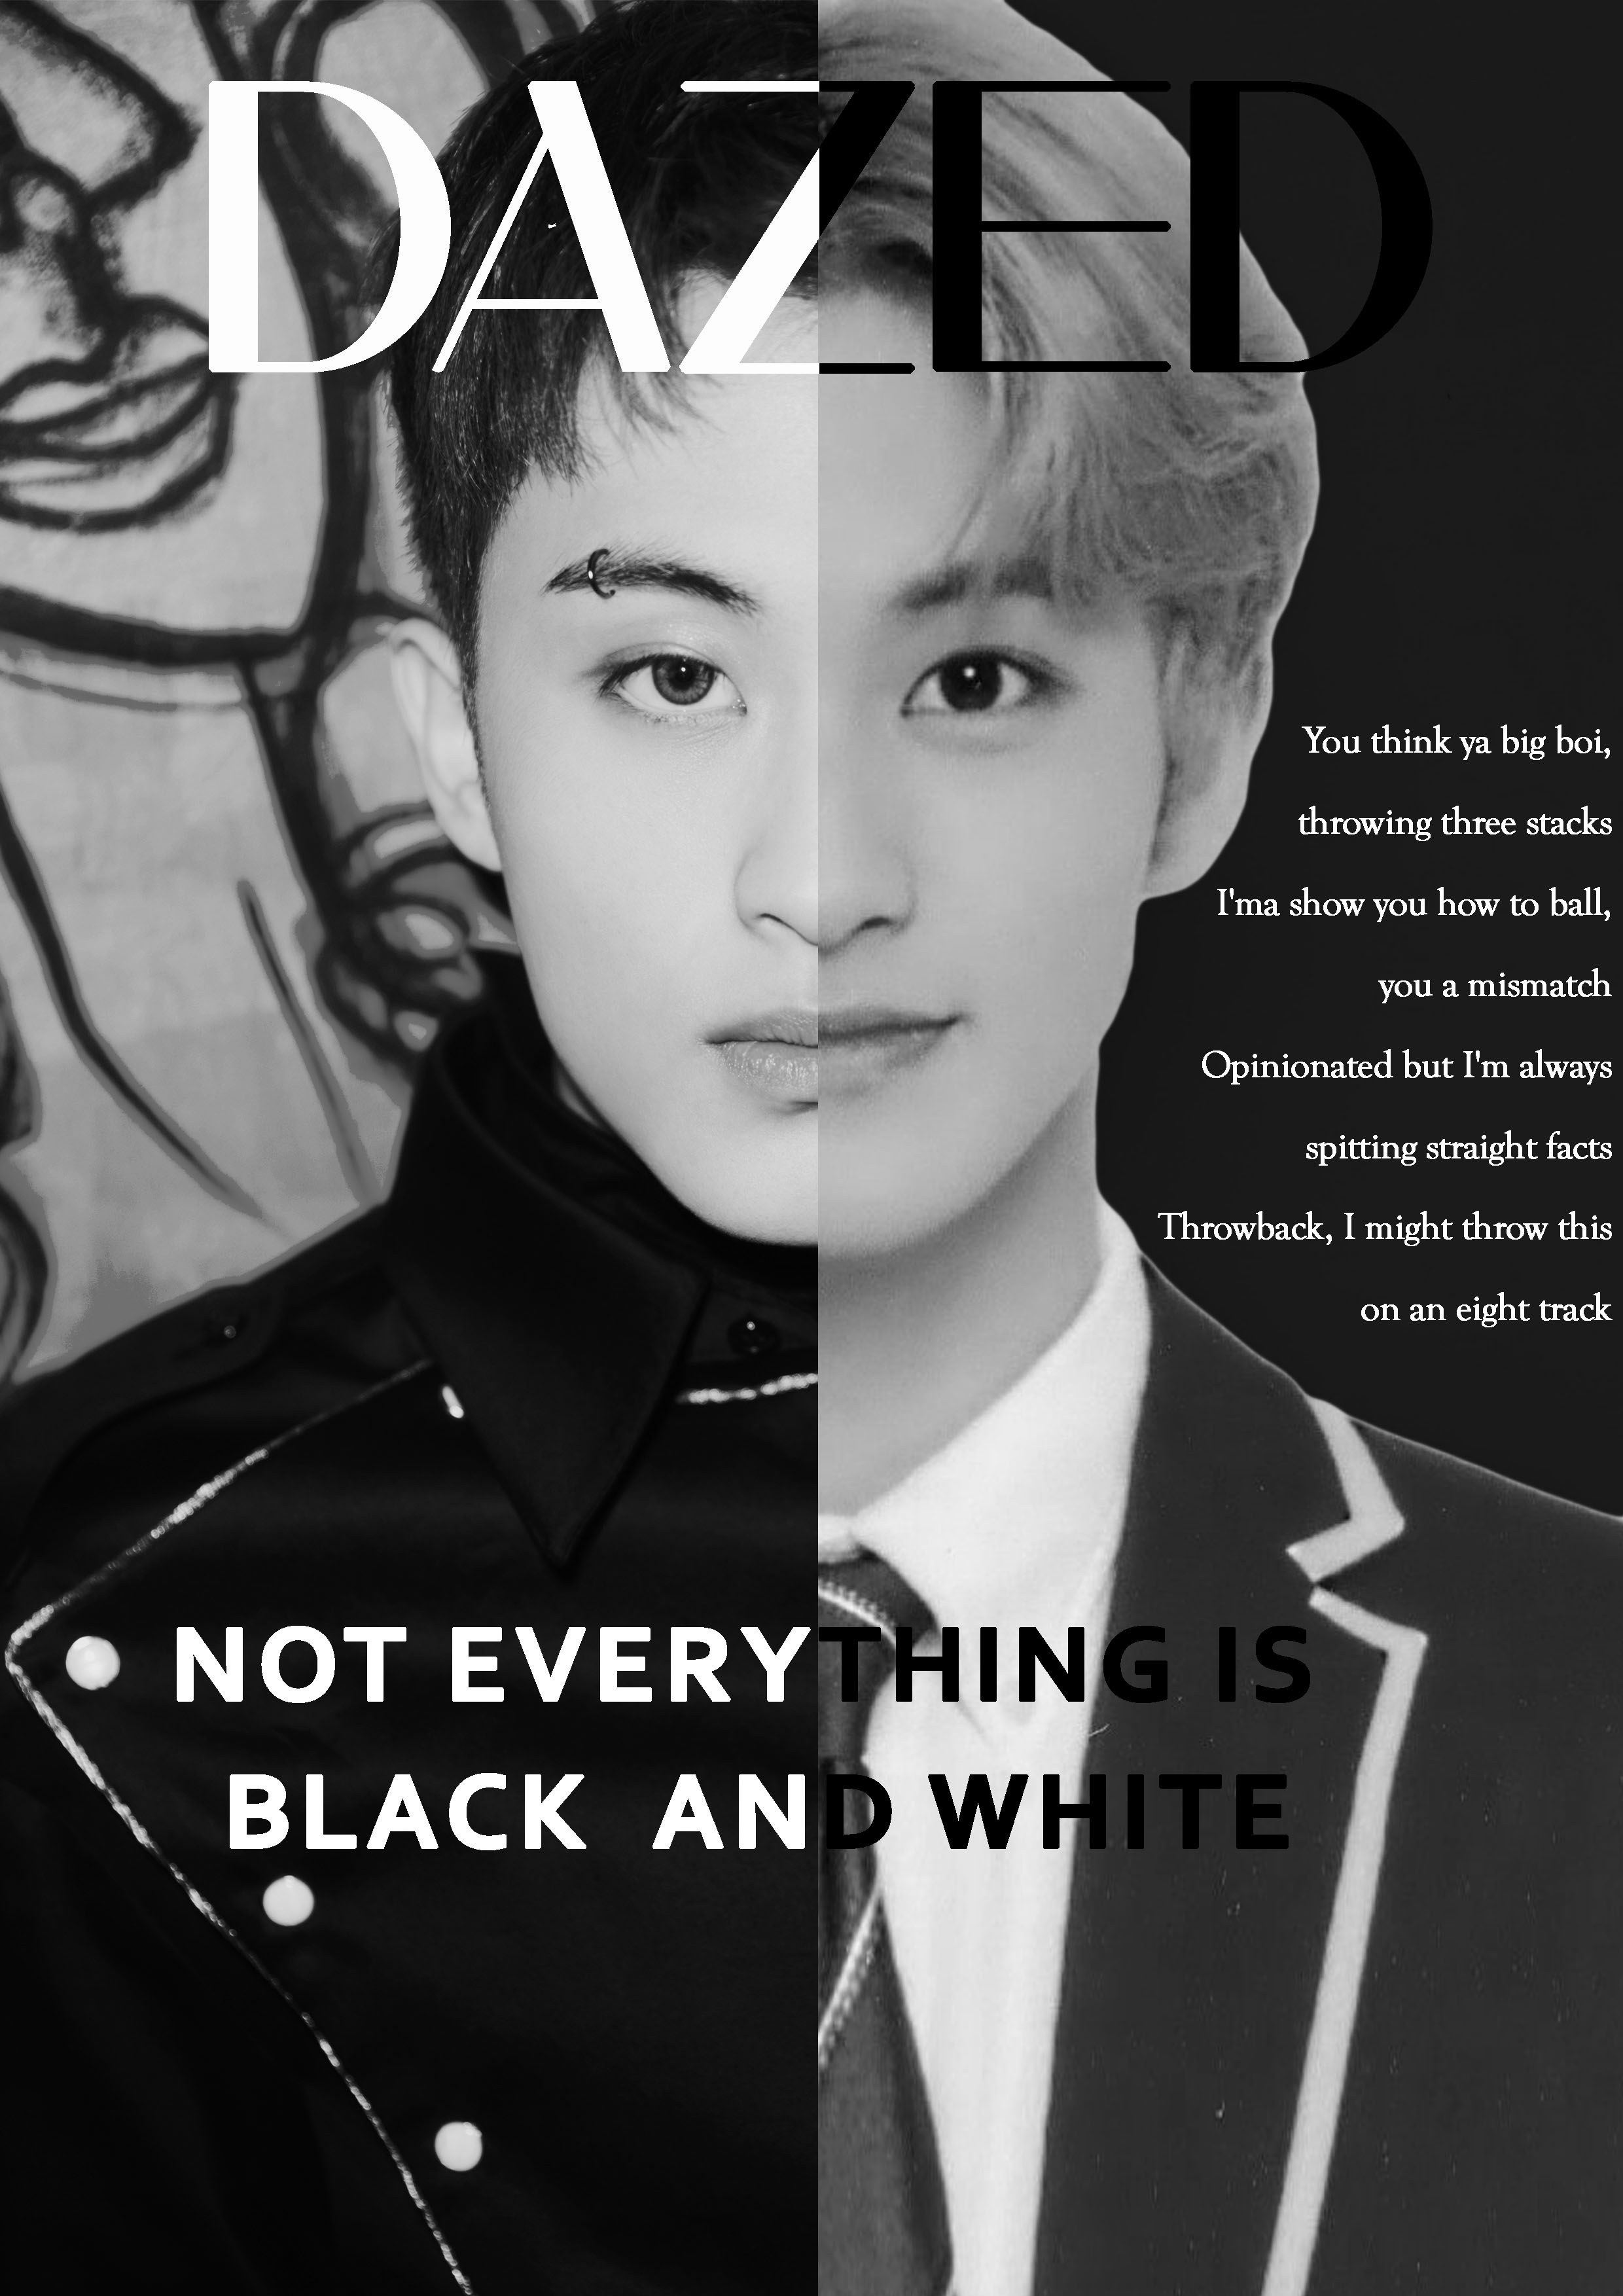 DAZED
You think ya big boi,
throwing three stacks
I'ma show you how to ball,
you a mismatch
Opinionated but I'm always
spitting straight facts
Throwback, I might throw this
on an eight track
NOT EVERYTHING IS
BLACK AND WHITE